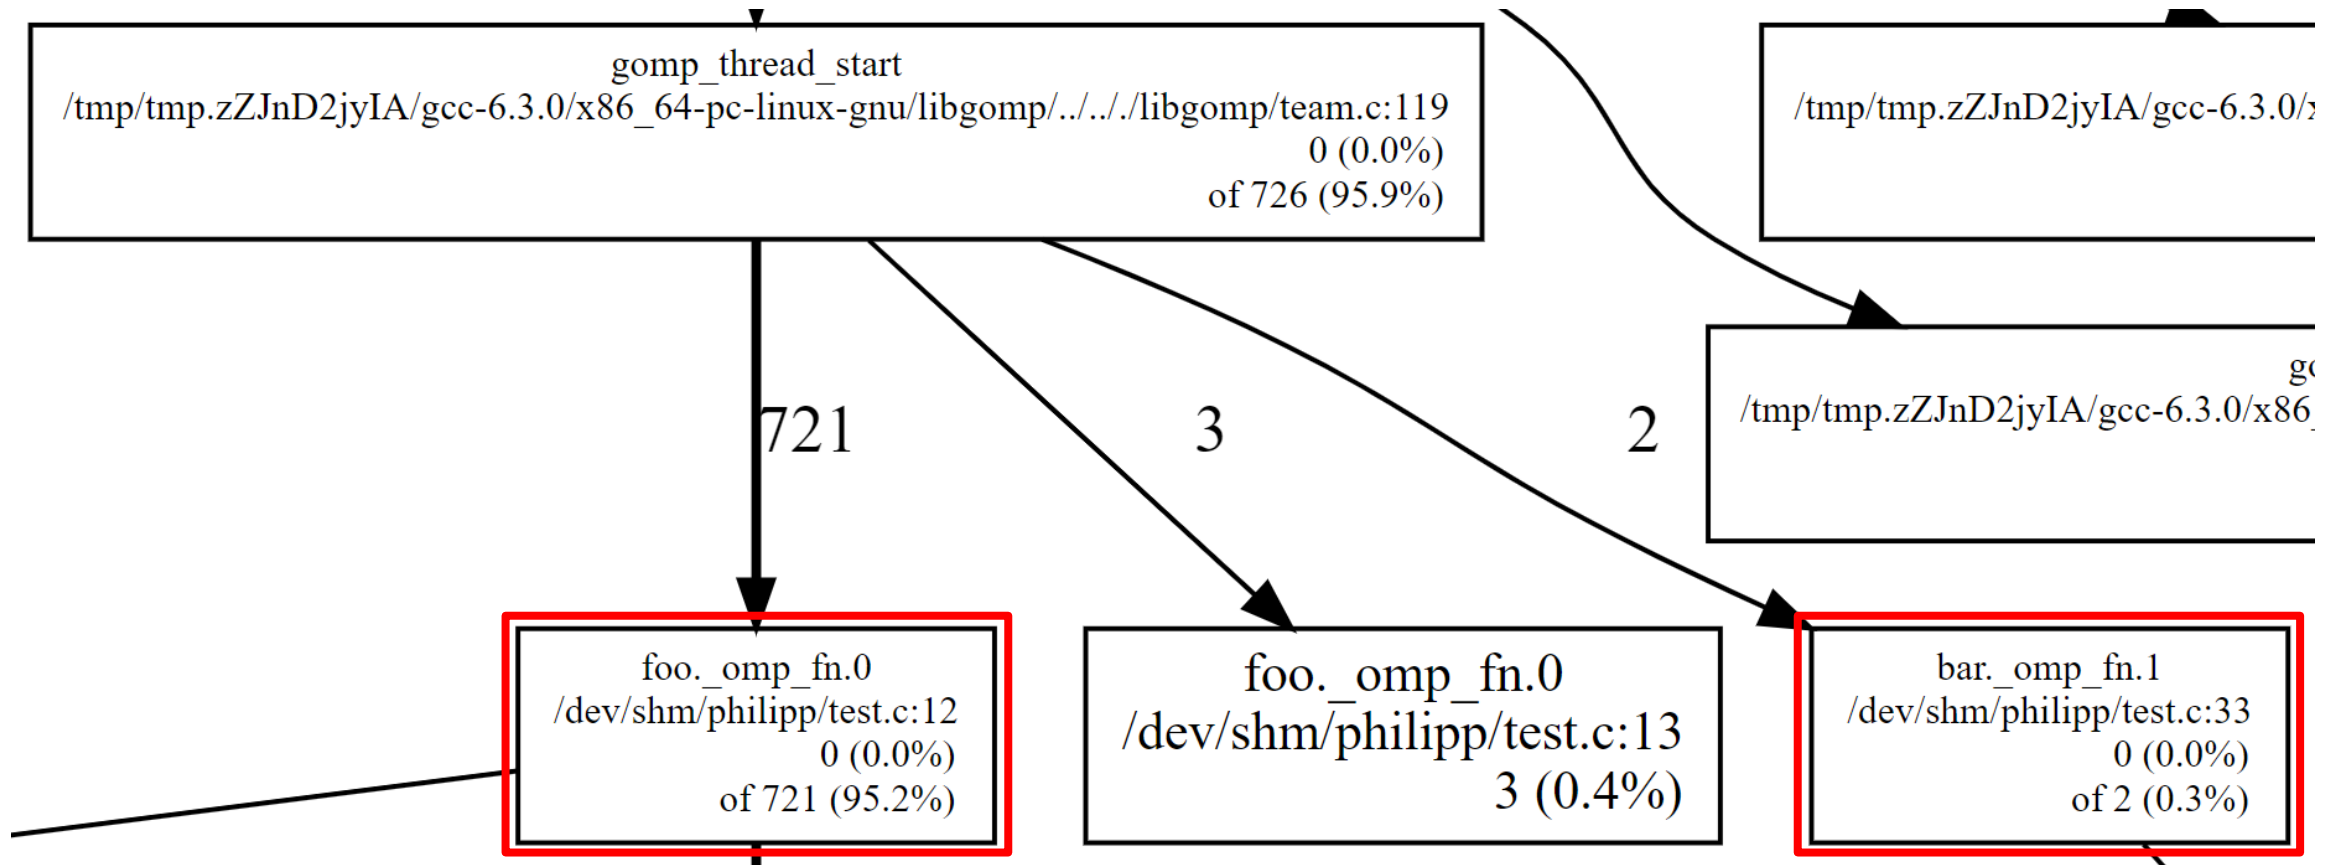 gomp_thread_start
/tmp/tmp.zZJnD2jyIA/gcc-6.3.0/x86_64-pc-linux-gnu/libgomp/../.././libgomp/team.c:119
0 (0.0%)
of 726 (95.9%)
/tmp/tmp.zZJnD2jyIA/gcc-6.3.0/x
/tmp/tmp.zZJnD2jyIA/gcc-6.3.0/x86_
721
3
2
foo._omp_fn.0
/dev/shm/philipp/test.c:12
0 (0.0%)
of 721 (95.2%)
foo._omp_fn.0
/dev/shm/philipp/test.c:13
3 (0.4%)
bar._omp_fn.1
/dev/shm/philipp/test.c:33
0 (0.0%)
of 2 (0.3%)